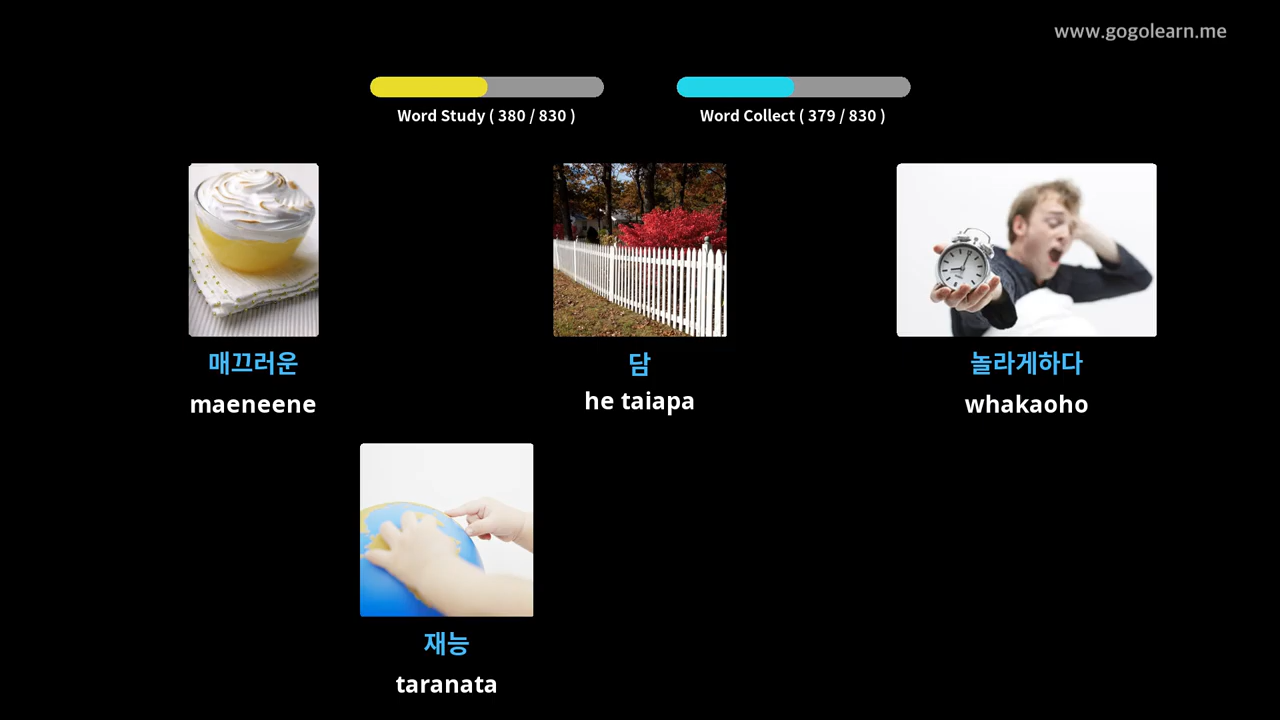 www.gogolearn.me
Word Study ( 380 / 830 )
Word Collect ( 379 / 830 )
매끄러운
maeneene
담
he taiapa
놀라게하다
whakaoho
재능
taranata